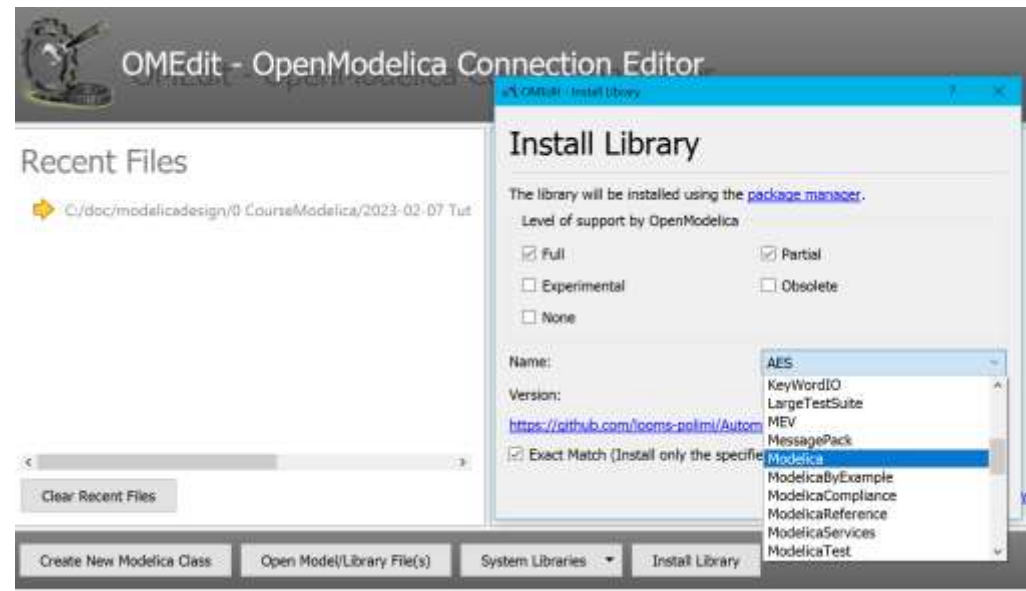 OMEdit - OpenModelica Connection Editor
Recent Files
C:/doc/modelicadesign/0 CourseModelica/2023-02-07 Tut
Clear Recent Files
OMEdit - Install Library
Install Library
The library will be installed using the package manager.
Level of support by OpenModelica
Full
Partial
Experimental
Obsolete
None
Name:
AES
Version:
https://github.com/looms-polimi/Autom
Exact Match (Install only the specifie
KeyWordIO
LargeTestSuite
MEV
MessagePack
Modelica
ModelicaByExample
ModelicaCompliance
ModelicaReference
ModelicaServices
ModelicaTest
Create New Modelica Class
Open Model/Library File(s)
System Libraries
Install Library